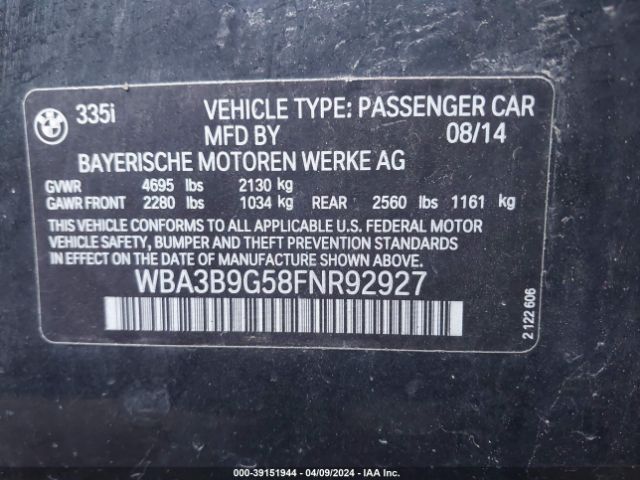 BMW 335i VEHICLE TYPE: PASSENGER CAR
MFD BY 08/14
BAYERISCHE MOTOREN WERKE AG
GVWR 4695 lbs 2130 kg
GAWR FRONT 2280 lbs 1034 kg REAR 2560 lbs 1161 kg
THIS VEHICLE CONFORMS TO ALL APPLICABLE U.S. FEDERAL MOTOR
VEHICLE SAFETY, BUMPER AND THEFT PREVENTION STANDARDS
IN EFFECT ON THE DATE OF MANUFACTURE SHOWN ABOVE.
WBA3B9G58FNR92927
2 122 606
000-39151944 | 04/09/2024 | IAA Inc.